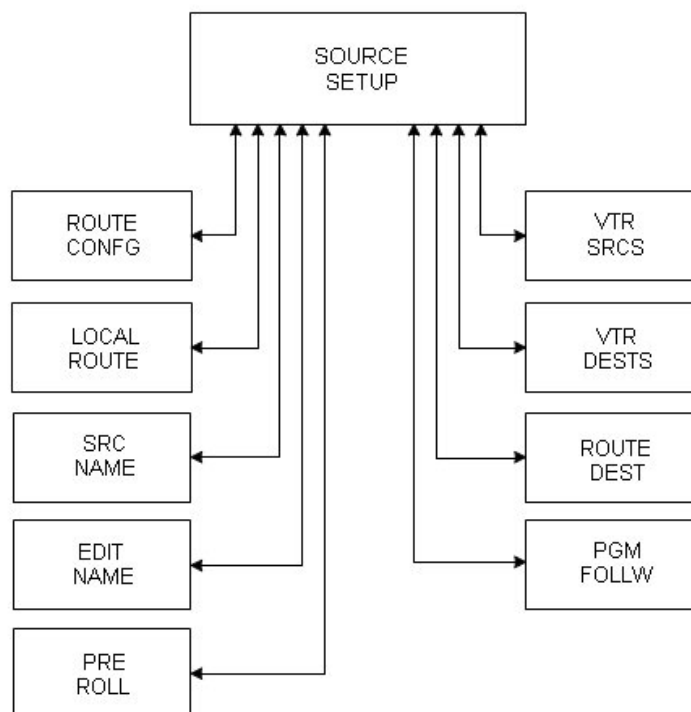 SOURCE
SETUP
ROUTE
CONFG
LOCAL
ROUTE
SRC
NAME
EDIT
NAME
PRE
ROLL
VTR
SRCS
VTR
DESTS
ROUTE
DEST
PGM
FOLLW